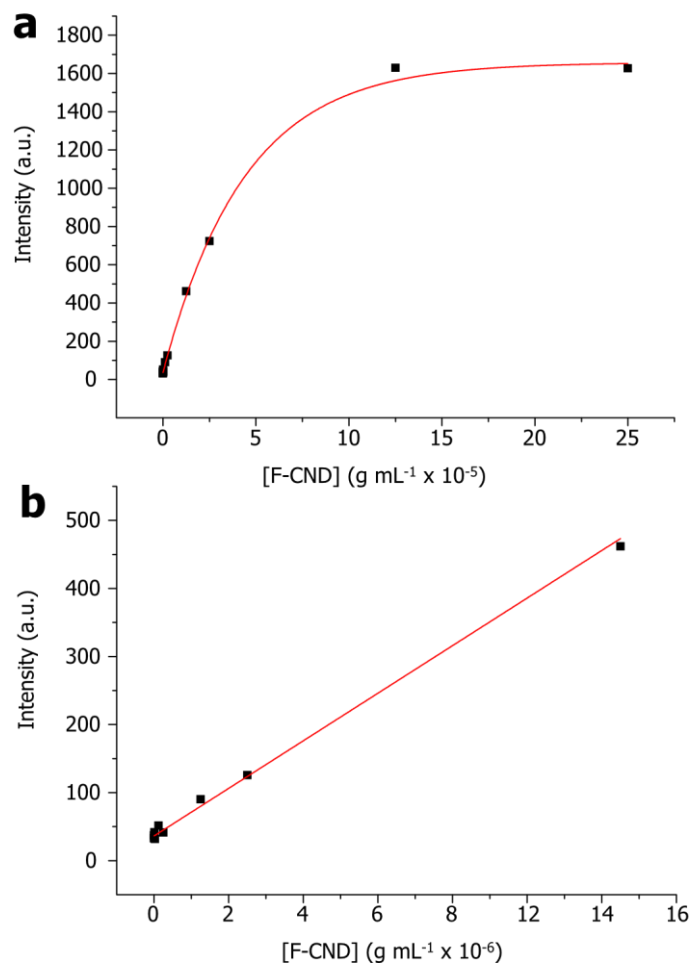 a
1800
1600
1400
1200
1000
800
600
400
200
0
Intensity (a.u.)
0 5 10 15 20 25
[F-CND] (g mL⁻¹ x 10⁻⁵)
b
500
400
300
200
100
0
Intensity (a.u.)
0 2 4 6 8 10 12 14 16
[F-CND] (g mL⁻¹ x 10⁻⁶)